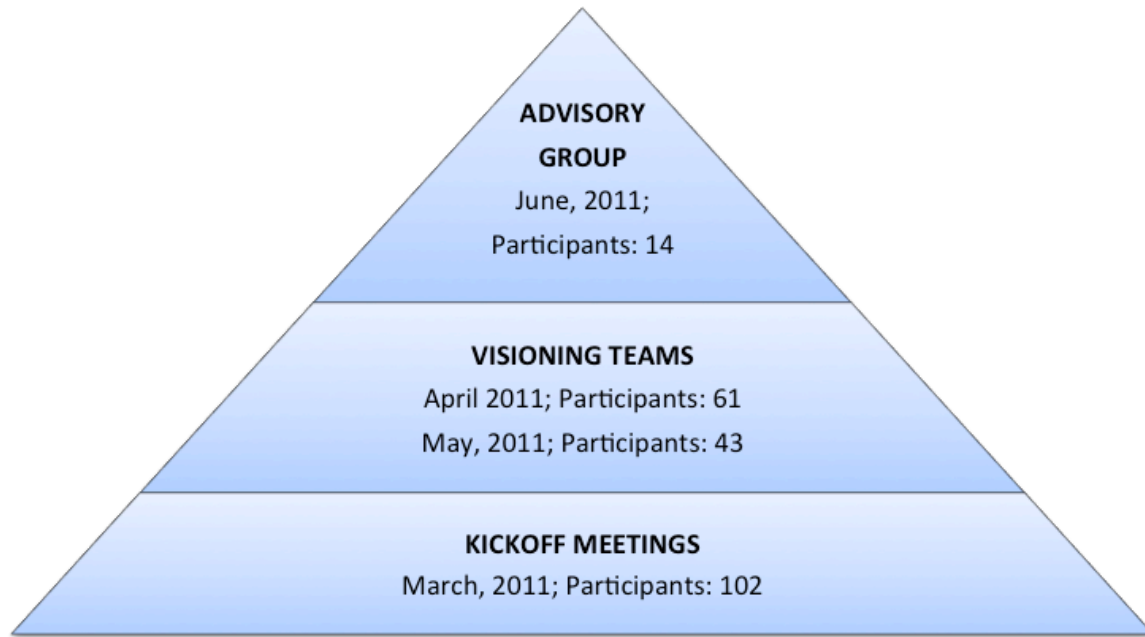 ADVISORY
GROUP
June, 2011;
Participants: 14
VISIONING TEAMS
April 2011; Participants: 61
May, 2011; Participants: 43
KICKOFF MEETINGS
March, 2011; Participants: 102